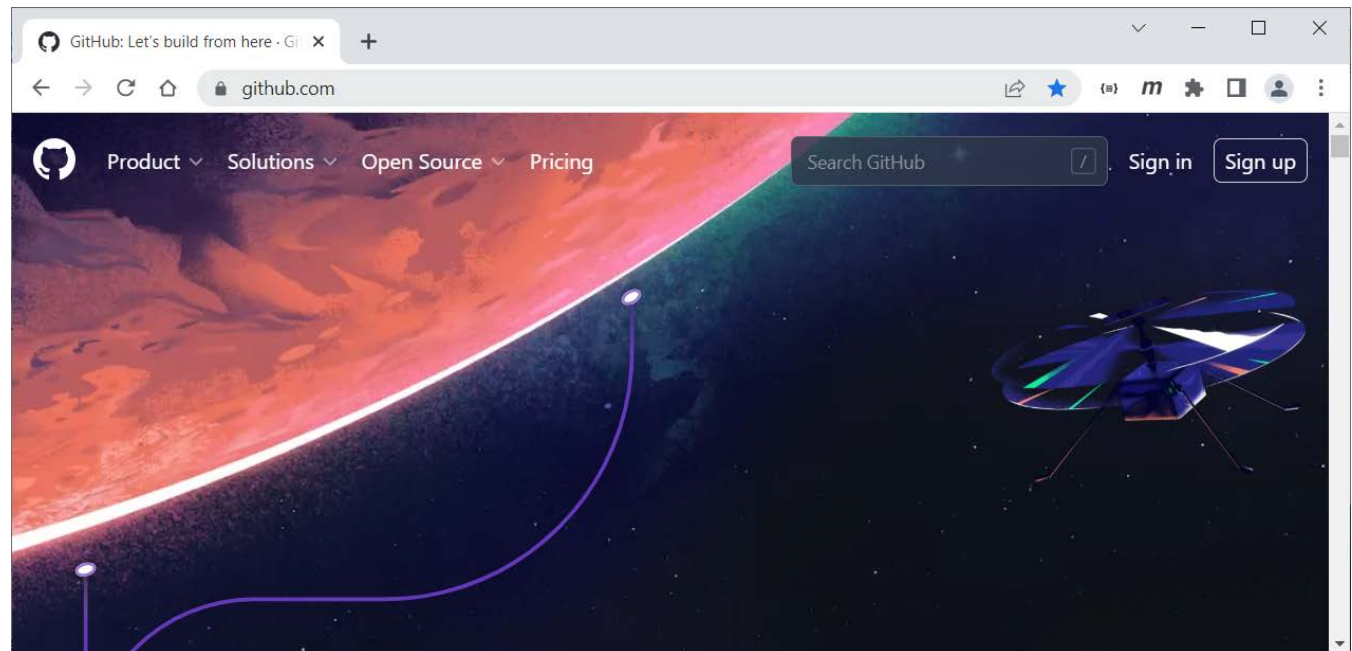 GitHub: Let's build from here · Gi
github.com
{≡} m
Product Solutions Open Source Pricing Search GitHub / Sign in Sign up